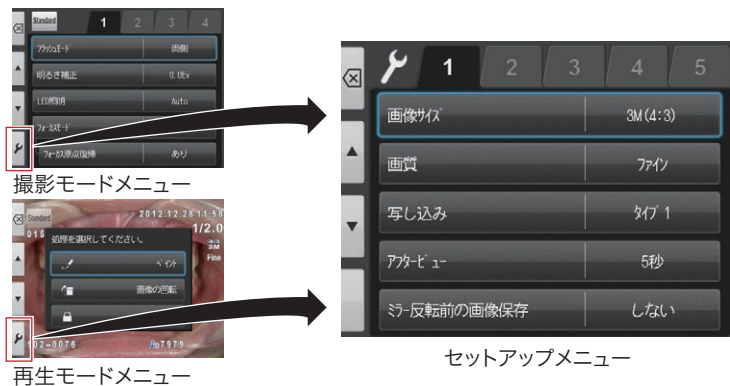 Standard 1 2 3 4
フラッシュモード 両側
明るさ補正 0.0Ev
LED照明 Auto
フォーカスモード
フォーカス原点復帰 あり
撮影モードメニュー
Standard 2012.12.28 11 58
015 1/2.0
処理を選択してください。
3M
ペイント Fine
画像の回転
102-0076 No7979
再生モードメニュー
1 2 3 4 5
画像サイズ 3M(4:3)
画質 ファイン
写し込み タイプ 1
アフタービュー 5秒
ミラー反転前の画像保存 しない
セットアップメニュー